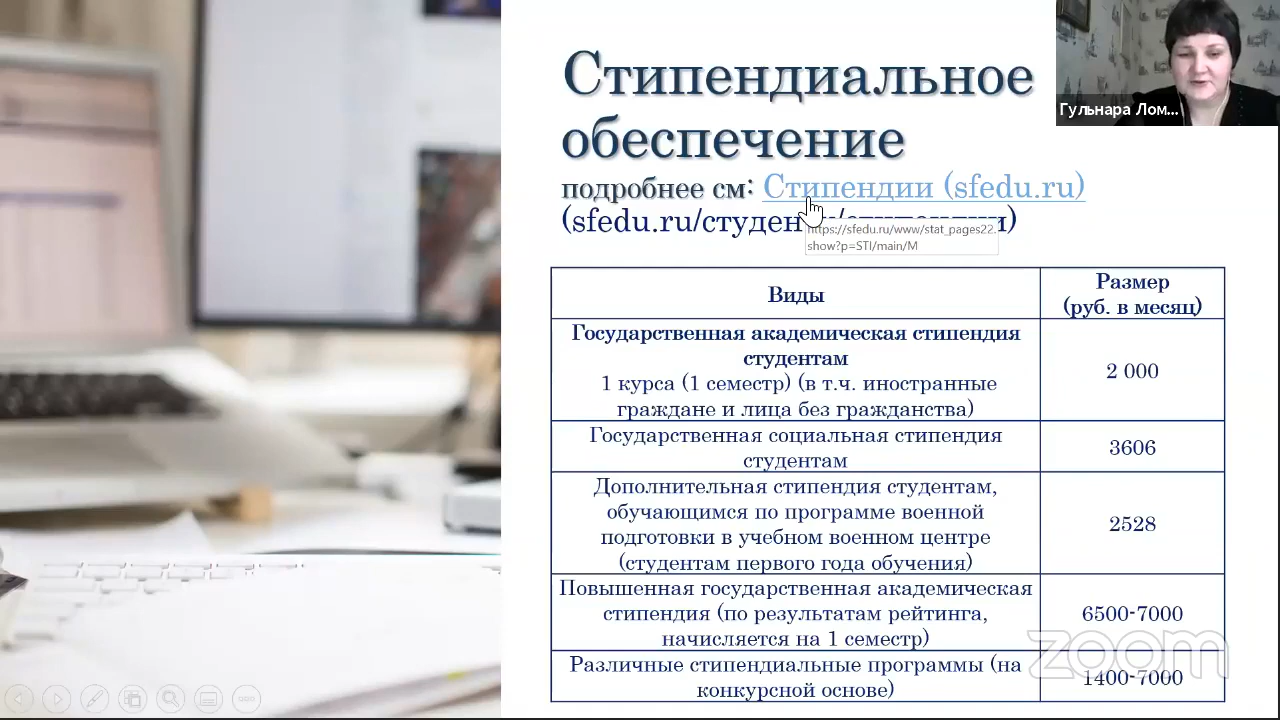 Стипендиальное
обеспечение
подробнее см: Стипендии (sfedu.ru)
(sfedu.ru/студен
https://sfedu.ru/www/stat_pages22.
show?p=STI/main/M
Гульнара Лом...
Виды
Размер
(руб. в месяц)
Государственная академическая стипендия
студентам
1 курса (1 семестр) (в т.ч. иностранные
граждане и лица без гражданства)
2 000
Государственная социальная стипендия
студентам
3606
Дополнительная стипендия студентам,
обучающимся по программе военной
подготовки в учебном военном центре
(студентам первого года обучения)
2528
Повышенная государственная академическая
стипендия (по результатам рейтинга,
начисляется на 1 семестр)
6500-7000
Различные стипендиальные программы (на
конкурсной основе)
1400-7000
zoom